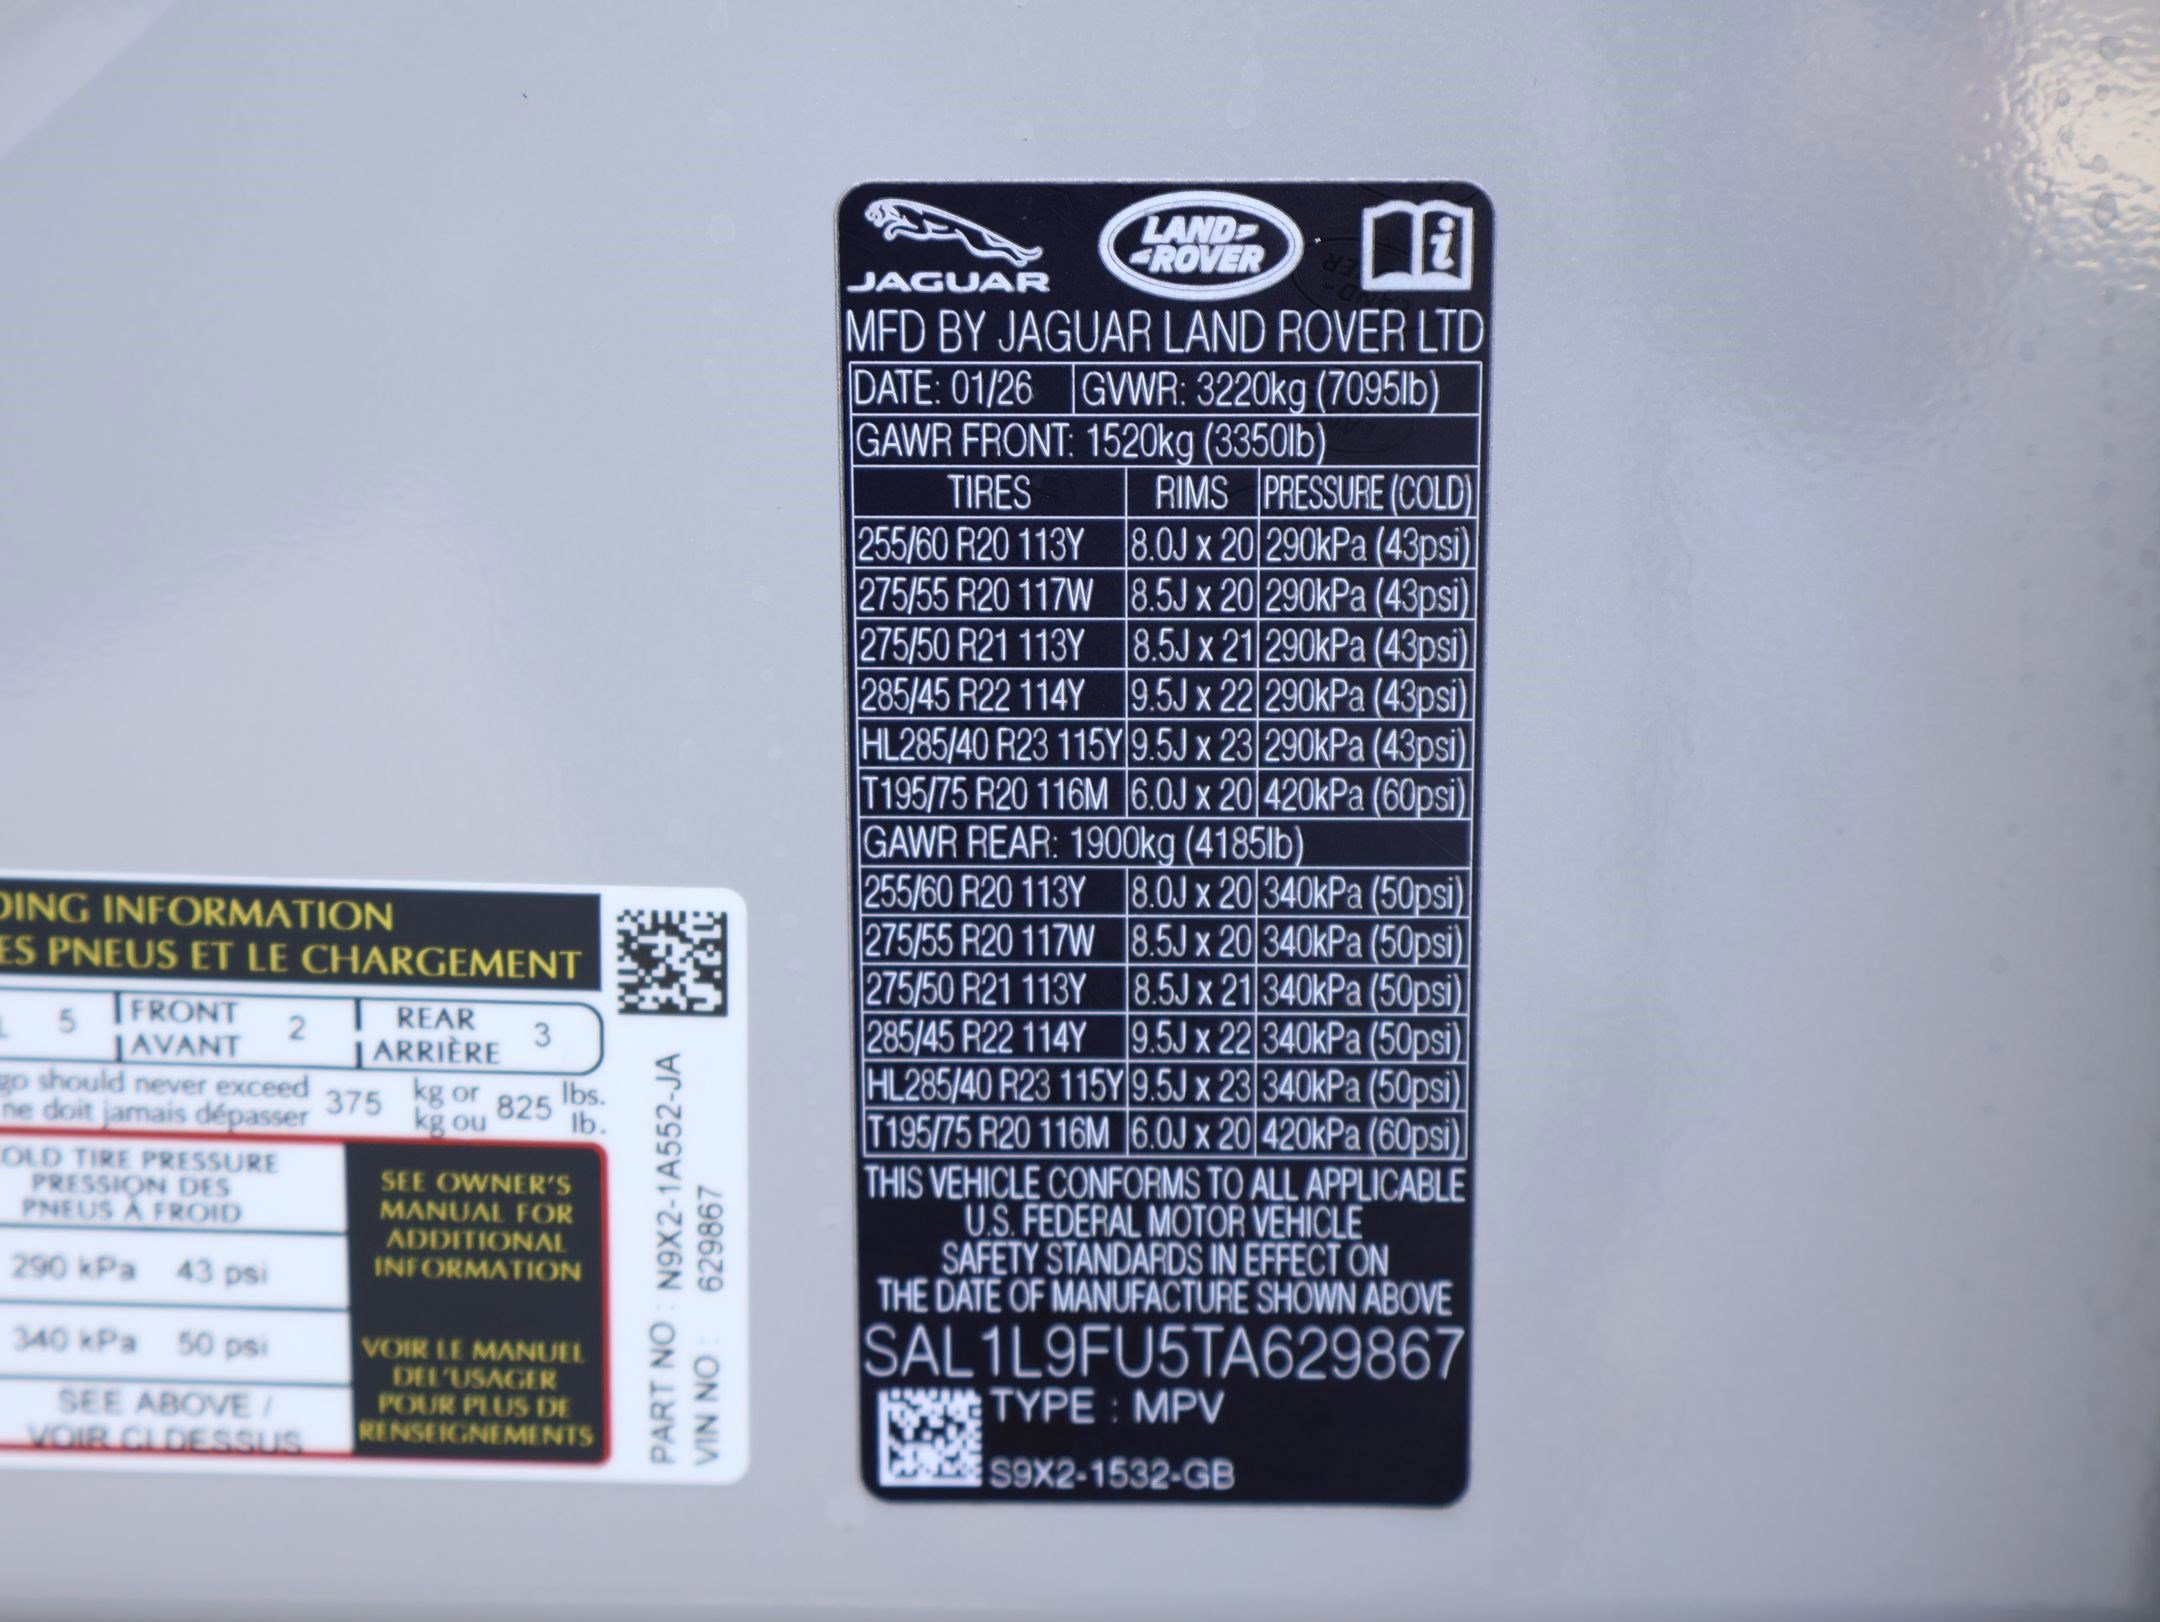 JAGUAR
LAND-
-ROVER
MFD BY JAGUAR LAND ROVER LTD
DATE: 01/26 GVWR: 3220kg (7095lb)
GAWR FRONT: 1520kg (3350lb)
TIRES RIMS PRESSURE (COLD)
255/60 R20 113Y 8.0J x 20 290kPa (43psi)
275/55 R20 117W 8.5J x 20 290kPa (43psi)
275/50 R21 113Y 8.5J x 21 290kPa (43psi)
285/45 R22 114Y 9.5J x 22 290kPa (43psi)
HL285/40 R23 115Y 9.5J x 23 290kPa (43psi)
T195/75 R20 116M 6.0J x 20 420kPa (60psi)
GAWR REAR: 1900kg (4185lb)
255/60 R20 113Y 8.0J x 20 340kPa (50psi)
275/55 R20 117W 8.5J x 20 340kPa (50psi)
275/50 R21 113Y 8.5J x 21 340kPa (50psi)
285/45 R22 114Y 9.5J x 22 340kPa (50psi)
HL285/40 R23 115Y 9.5J x 23 340kPa (50psi)
T195/75 R20 116M 6.0J x 20 420kPa (60psi)
THIS VEHICLE CONFORMS TO ALL APPLICABLE
U.S. FEDERAL MOTOR VEHICLE
SAFETY STANDARDS IN EFFECT ON
THE DATE OF MANUFACTURE SHOWN ABOVE
SAL1L9FU5TA629867
TYPE : MPV
S9X2-1532-GB
DING INFORMATION
ES PNEUS ET LE CHARGEMENT
L 5 FRONT 2 REAR 3
AVANT ARRIÈRE
go should never exceed 375 kg or 825 lbs.
ne doit jamais dépasser kg ou lb.
OLD TIRE PRESSURE
PRESSION DES
PNEUS À FROID
290 kPa 43 psi
340 kPa 50 psi
SEE ABOVE /
VOIR CI DESSUS
SEE OWNER'S
MANUAL FOR
ADDITIONAL
INFORMATION
VOIR LE MANUEL
DEL'USAGER
POUR PLUS DE
RENSEIGNEMENTS
PART NO : N9X2-1A552-JA
VIN NO : 629867